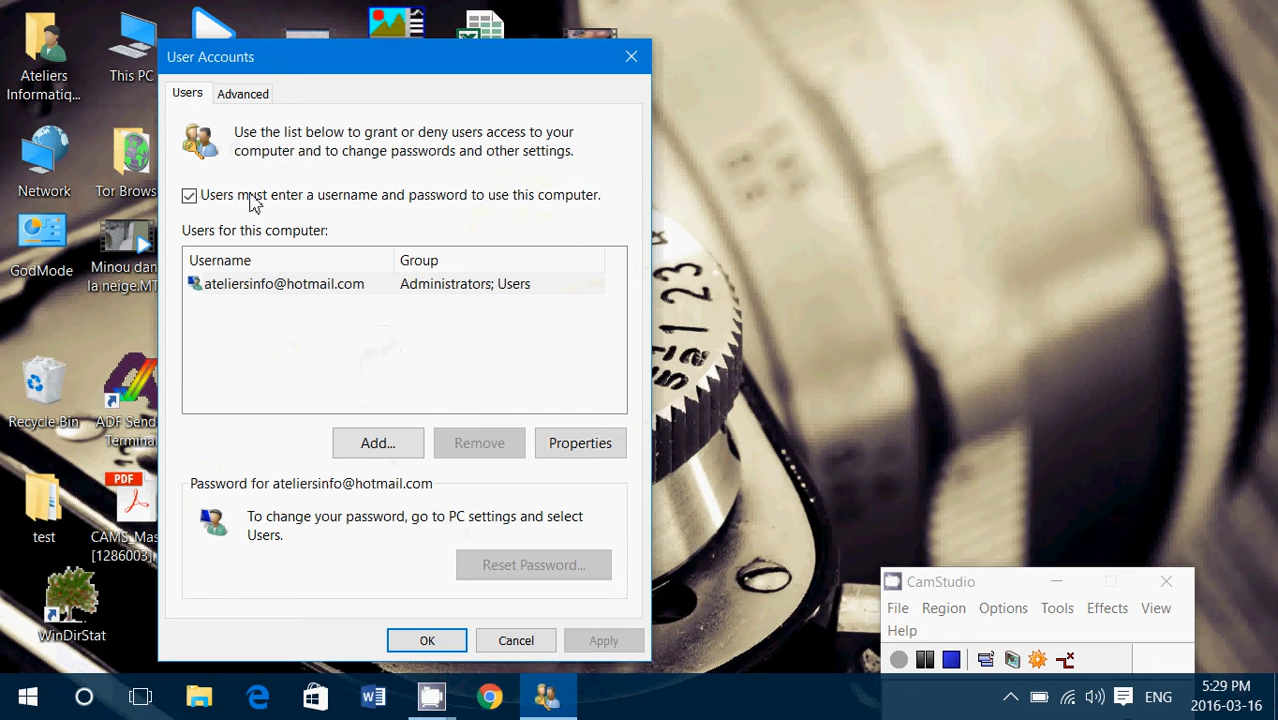 Ateliers
Informatiq...
This PC
Network
Tor Brows
GodMode
Minou dan
la neige.MT
Recycle Bin
ADF Send
Termina
test
PDF
CAMS_Mas
[1286003]
WinDirStat
User Accounts
Users
Advanced
Use the list below to grant or deny users access to your
computer and to change passwords and other settings.
Users must enter a username and password to use this computer.
Users for this computer:
Username Group
ateliersinfo@hotmail.com Administrators; Users
Add... Remove Properties
Password for ateliersinfo@hotmail.com
To change your password, go to PC settings and select
Users.
Reset Password...
OK Cancel Apply
1 2 3
CamStudio
File Region Options Tools Effects View
Help
ENG
5:29 PM
2016-03-16